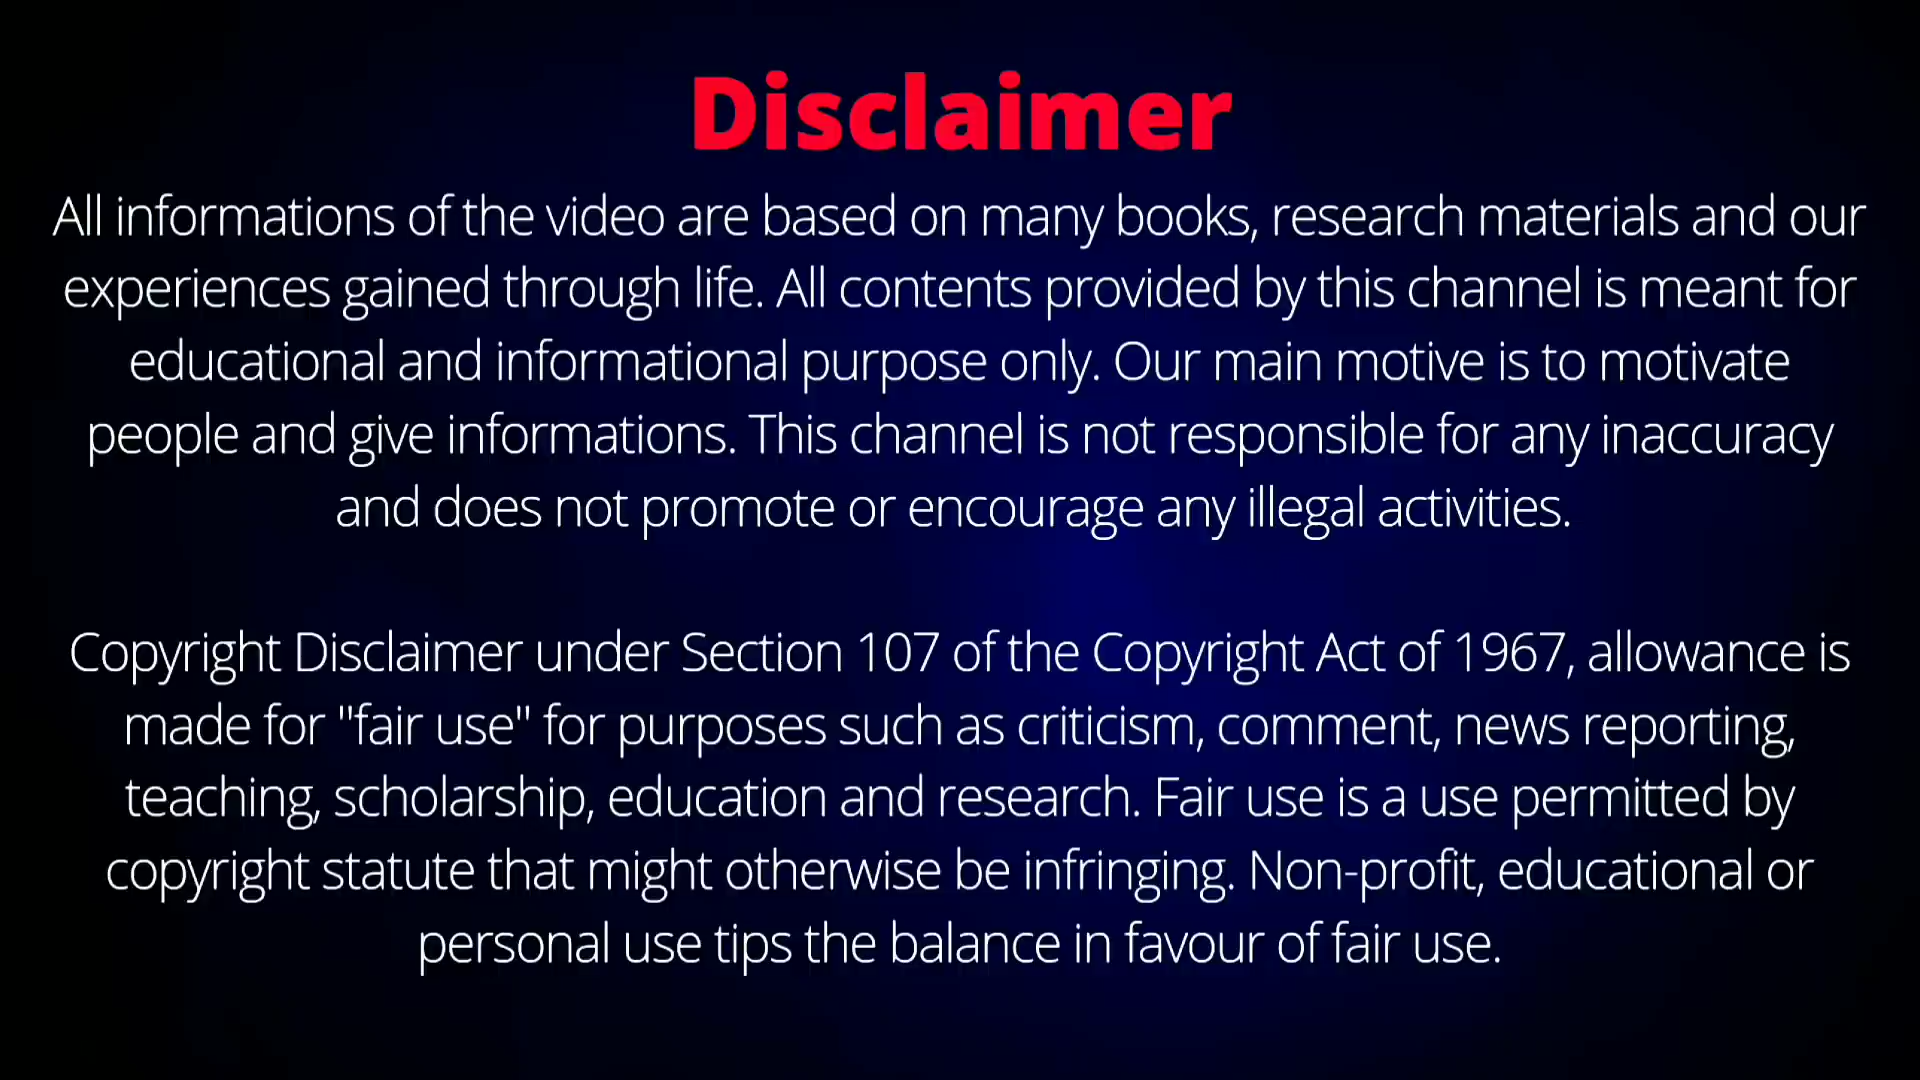 Disclaimer
All informations of the video are based on many books, research materials and our
experiences gained through life. All contents provided by this channel is meant for
educational and informational purpose only. Our main motive is to motivate
people and give informations. This channel is not responsible for any inaccuracy
and does not promote or encourage any illegal activities.
Copyright Disclaimer under Section 107 of the Copyright Act of 1967, allowance is
made for "fair use" for purposes such as criticism, comment, news reporting,
teaching, scholarship, education and research. Fair use is a use permitted by
copyright statute that might otherwise be infringing. Non-profit, educational or
personal use tips the balance in favour of fair use.